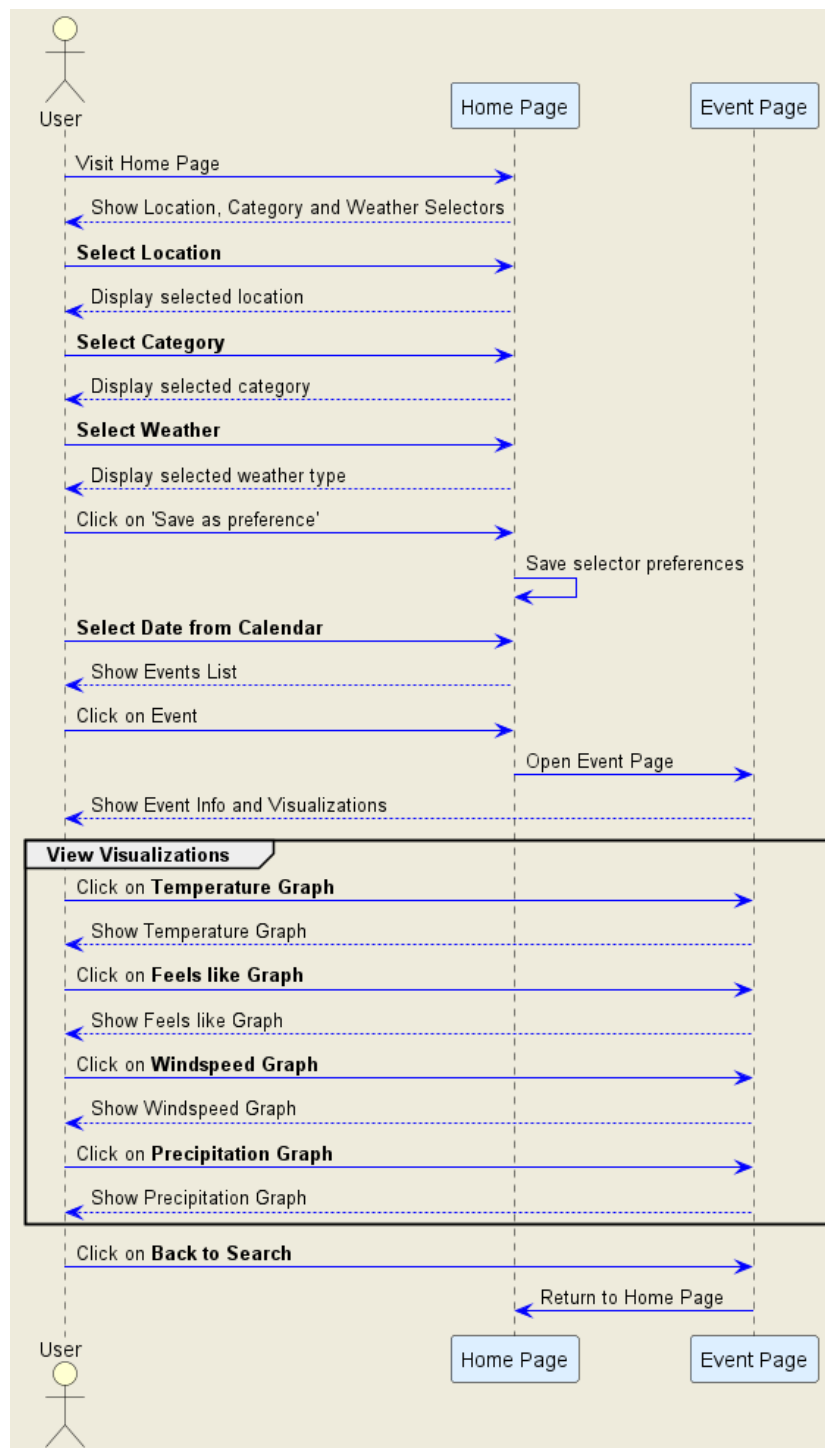 User
Home Page
Event Page
Visit Home Page
Show Location, Category and Weather Selectors
Select Location
Display selected location
Select Category
Display selected category
Select Weather
Display selected weather type
Click on 'Save as preference'
Save selector preferences
Select Date from Calendar
Show Events List
Click on Event
Open Event Page
Show Event Info and Visualizations
View Visualizations
Click on Temperature Graph
Show Temperature Graph
Click on Feels like Graph
Show Feels like Graph
Click on Windspeed Graph
Show Windspeed Graph
Click on Precipitation Graph
Show Precipitation Graph
Click on Back to Search
Return to Home Page
User
Home Page
Event Page